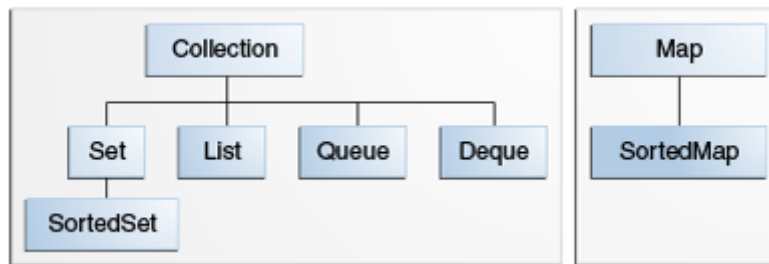 Collection
Map
Set
List
Queue
Deque
SortedMap
SortedSet